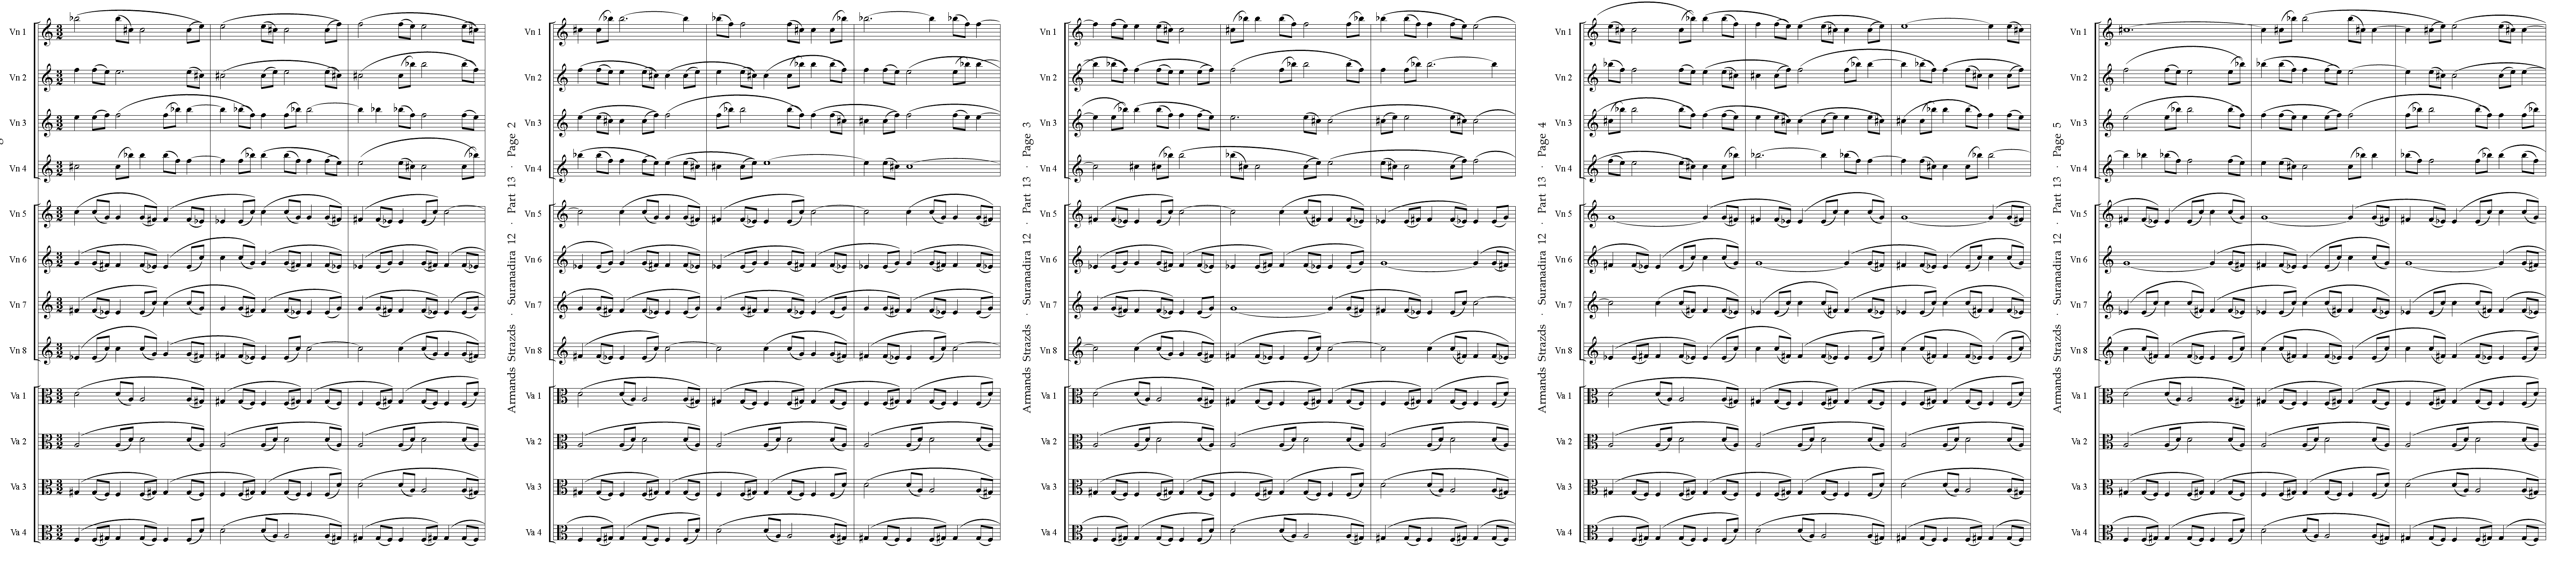 Vn 1
Vn 2
Vn 3
Vn 4
Vn 5
Vn 6
Vn 7
Vn 8
Va 1
Va 2
Va 3
Va 4
Armands Strazds · Suranadira 12 · Part 13 · Page 2
Vn 1
Vn 2
Vn 3
Vn 4
Vn 5
Vn 6
Vn 7
Vn 8
Va 1
Va 2
Va 3
Va 4
Armands Strazds · Suranadira 12 · Part 13 · Page 3
Vn 1
Vn 2
Vn 3
Vn 4
Vn 5
Vn 6
Vn 7
Vn 8
Va 1
Va 2
Va 3
Va 4
Armands Strazds · Suranadira 12 · Part 13 · Page 4
Vn 1
Vn 2
Vn 3
Vn 4
Vn 5
Vn 6
Vn 7
Vn 8
Va 1
Va 2
Va 3
Va 4
Armands Strazds · Suranadira 12 · Part 13 · Page 5
Vn 1
Vn 2
Vn 3
Vn 4
Vn 5
Vn 6
Vn 7
Vn 8
Va 1
Va 2
Va 3
Va 4